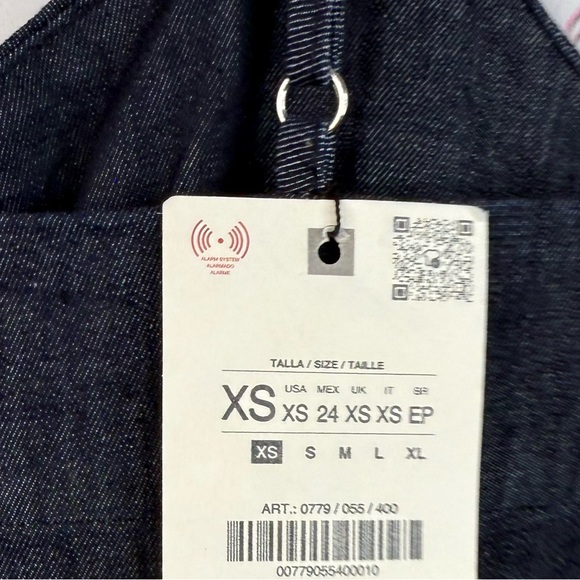 ALARM SYSTEM
ALARMADO
ALARME
TALLA / SIZE / TAILLE
XS
USA MEX UK IT BR
XS 24 XS XS EP
XS S M L XL
ART.: 0779 / 055 / 400
00779055400010